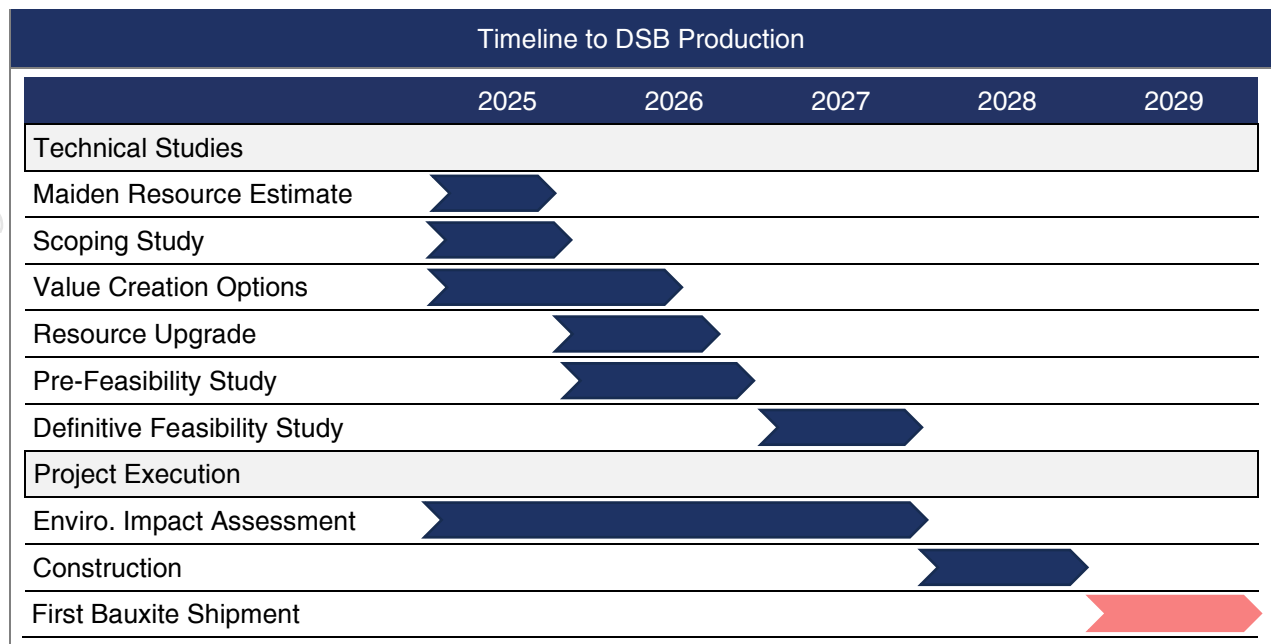 Timeline to DSB Production
2025 2026 2027 2028 2029
Technical Studies
Maiden Resource Estimate
Scoping Study
Value Creation Options
Resource Upgrade
Pre-Feasibility Study
Definitive Feasibility Study
Project Execution
Enviro. Impact Assessment
Construction
First Bauxite Shipment